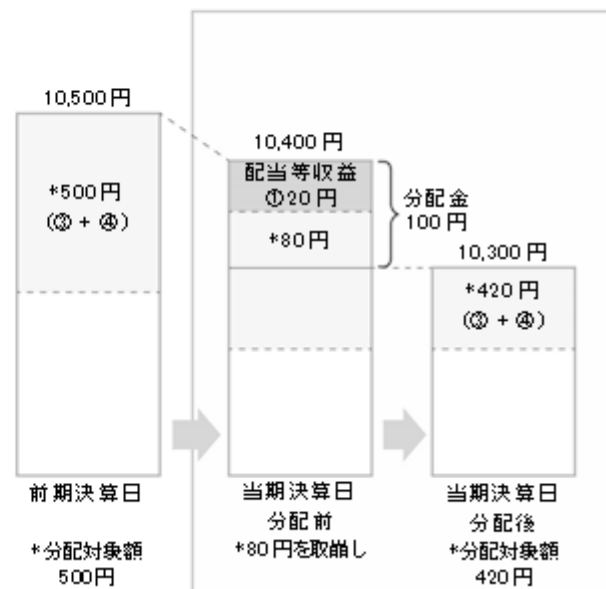 10,500円
*500円
(③ + ④)
前期決算日
*分配対象額
500円
10,400円
配当等収益
①20円
*80円
分配金
100円
当期決算日
分配前
*80円を取崩し
10,300円
*420円
(③ + ④)
当期決算日
分配後
*分配対象額
420円